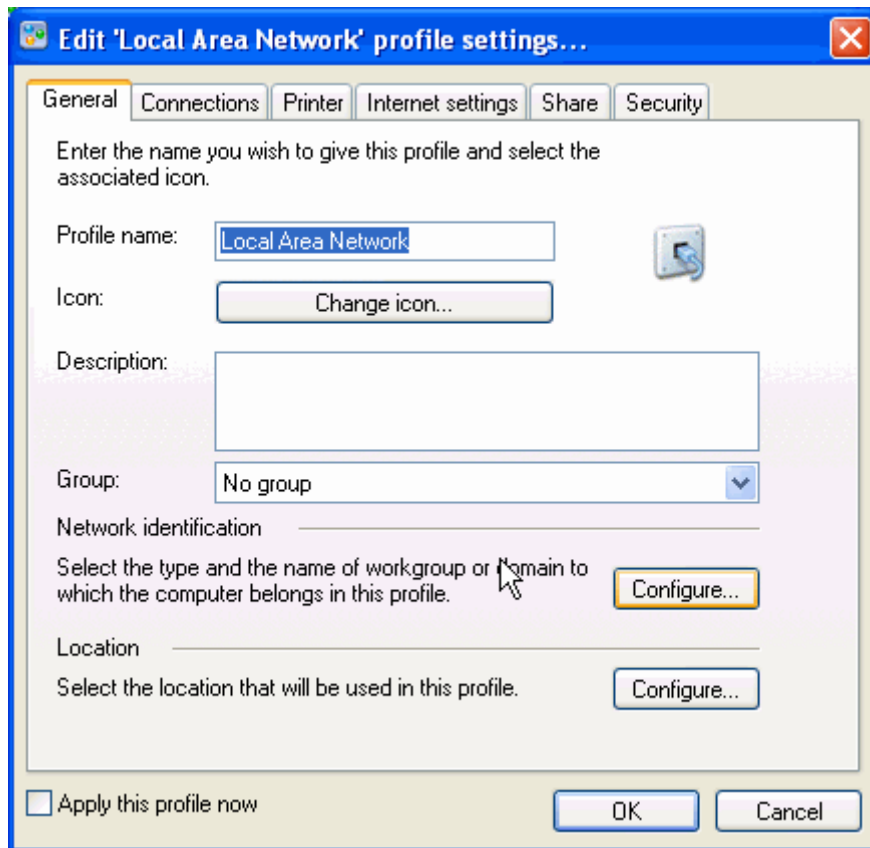 Edit 'Local Area Network' profile settings...
General Connections Printer Internet settings Share Security
Enter the name you wish to give this profile and select the
associated icon.
Profile name: Local Area Network
Icon: Change icon...
Description:
Group: No group
Network identification
Select the type and the name of workgroup or domain to
which the computer belongs in this profile. Configure...
Location
Select the location that will be used in this profile. Configure...
Apply this profile now OK Cancel